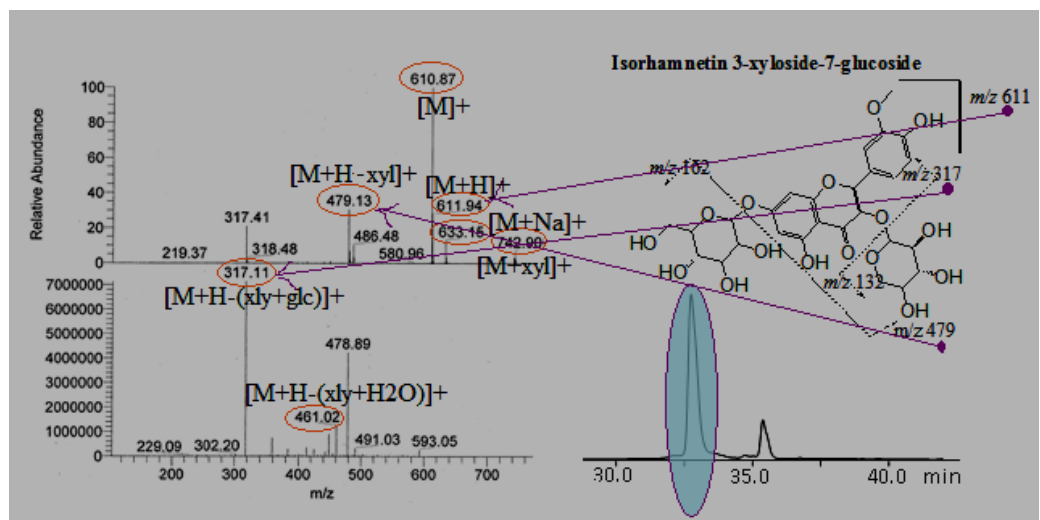 Isorhamnetin 3-xyloside-7-glucoside
Relative Abundance
100
80
60
40
20
0
610.87
[M]+
[M+H-xyl]+
479.13
[M+H]+
611.94
[M+Na]+
633.15
742.90
[M+xyl]+
317.41
219.37
318.48
486.48
580.96
317.11
[M+H-(xly+glc)]+
7000000
6000000
5000000
4000000
3000000
2000000
1000000
0
478.89
[M+H-(xly+H2O)]+
461.02
229.09
302.20
491.03
593.05
200
300
400
500
600
700
m/z
m/z 611
m/z 162
m/z 317
m/z 132
m/z 479
O
OH
O
O
O
O
O
OH
O
O
HO
HO
OH
OH
HO
OH
OH
OH
30.0
35.0
40.0 min